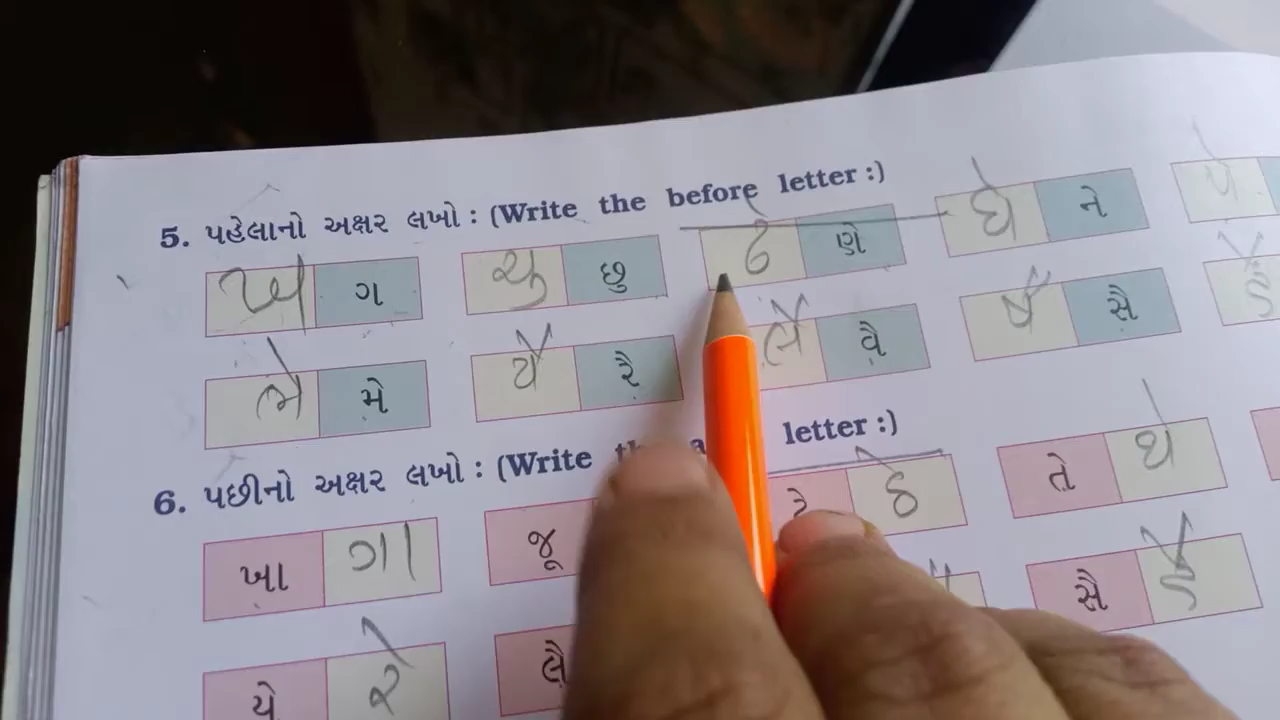 5. પહેલાનો અક્ષર લખો : (Write the before letter :)
ખ ગ ચુ છુ ઢે ણે ધે ને પે
ભે મે યૈ રૈ લૈ વૈ ષૈ સૈ
6. પછીનો અક્ષર લખો : (Write letter :)
ખા ગા જૂ ઠે તે થે
સૈ
યે રે લૈ